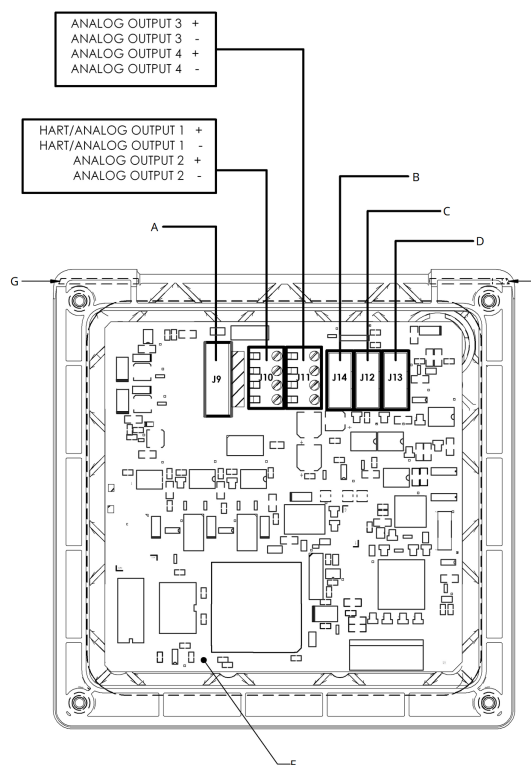 ANALOG OUTPUT 3 +
ANALOG OUTPUT 3 -
ANALOG OUTPUT 4 +
ANALOG OUTPUT 4 -
HART/ANALOG OUTPUT 1 +
HART/ANALOG OUTPUT 1 -
ANALOG OUTPUT 2 +
ANALOG OUTPUT 2 -
B
C
A
D
G
J9
J10
J11
J14
J12
J13